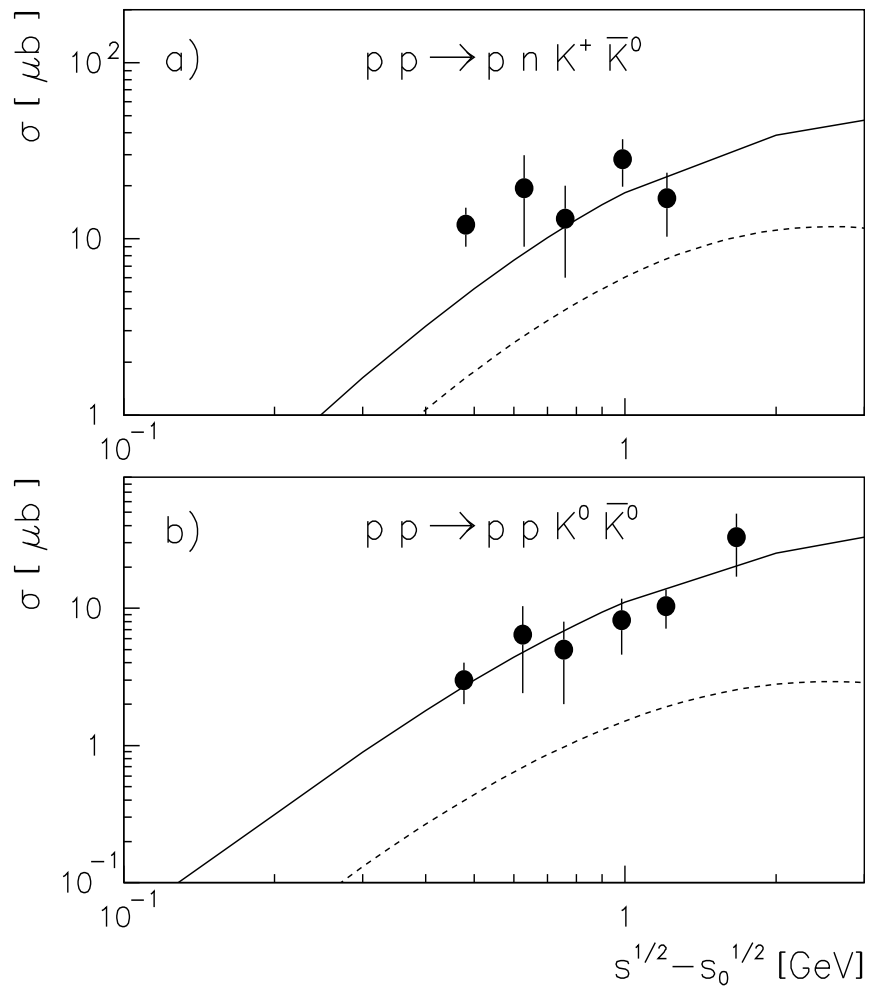 σ [ μb ]
10²
10
1
a)
p p → p n K⁺ K̅⁰
10⁻¹
1
σ [ μb ]
10
1
10⁻¹
b)
p p → p p K⁰ K̅⁰
10⁻¹
1
s^1/2−s₀^1/2 [GeV]